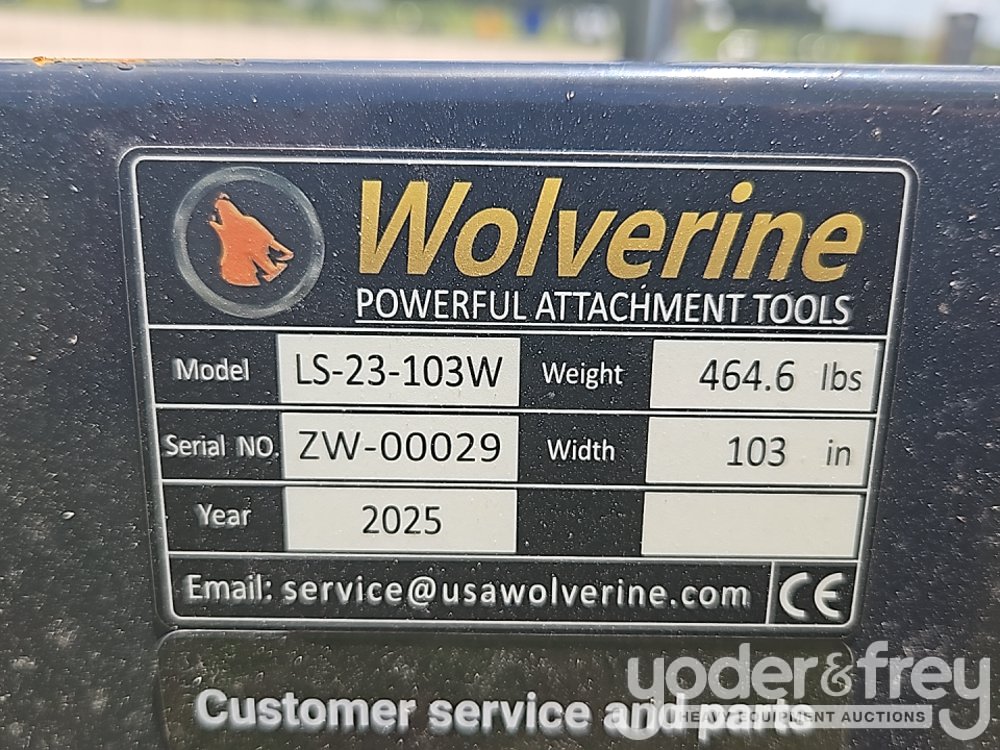 Wolverine
POWERFUL ATTACHMENT TOOLS
Model LS-23-103W Weight 464.6 lbs
Serial NO. ZW-00029 Width 103 in
Year 2025
Email: service@usawolverine.com CE
Customer service and parts
yoder&frey
HEAVY EQUIPMENT AUCTIONS